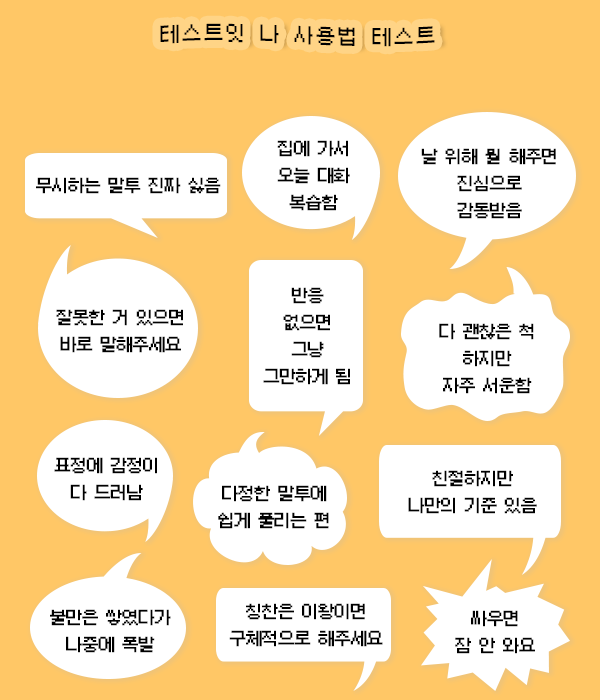 테스트잇 나 사용법 테스트
무시하는 말투 진짜 싫음
집에 가서
오늘 대화
복습함
날 위해 뭘 해주면
진심으로
감동받음
잘못한 거 있으면
바로 말해주세요
반응
없으면
그냥
그만하게 됨
다 괜찮은 척
하지만
자주 서운함
표정에 감정이
다 드러남
다정한 말투에
쉽게 풀리는 편
친절하지만
나만의 기준 있음
불만은 쌓였다가
나중에 폭발
칭찬은 이왕이면
구체적으로 해주세요
싸우면
잠 안 와요